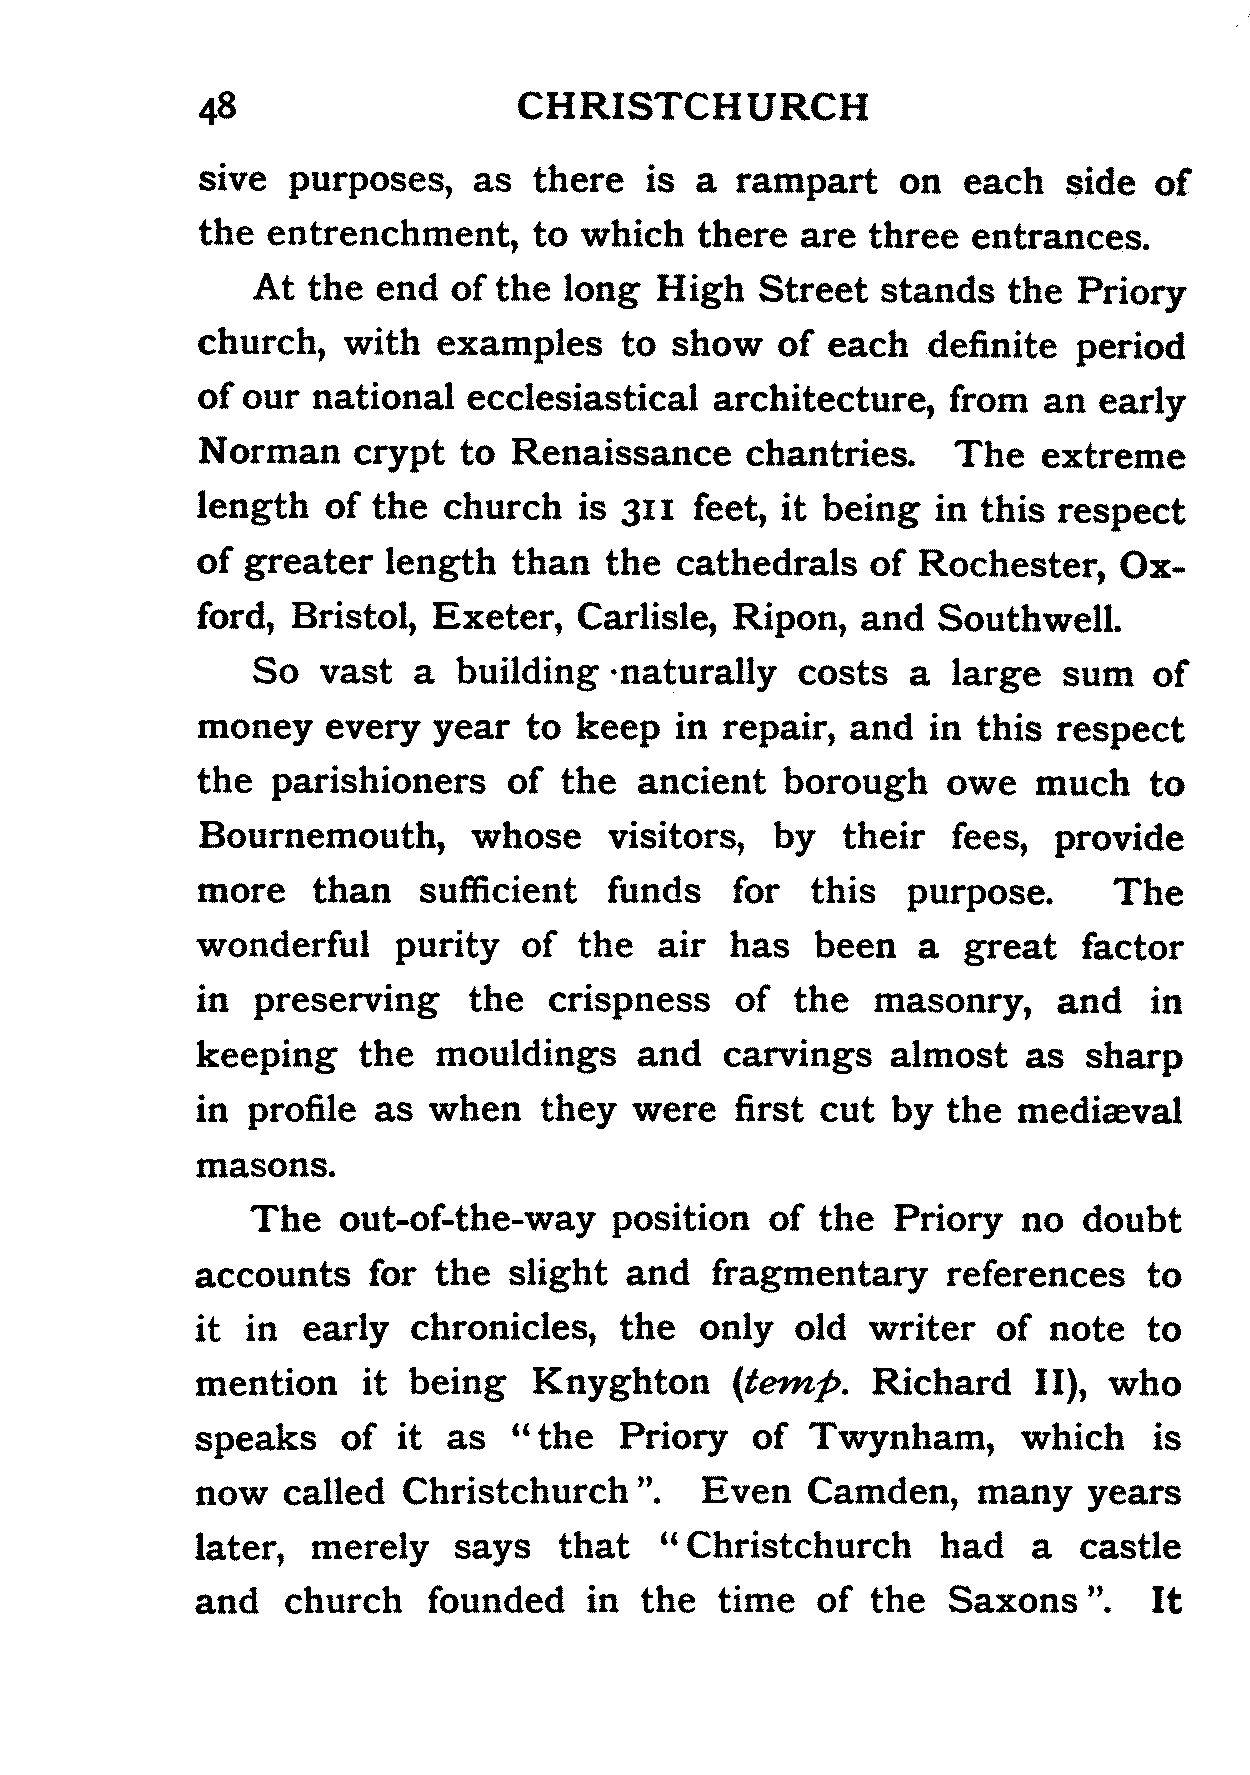 48 CHRISTCHURCH
sive purposes, as there is a rampart on each side of
the entrenchment, to which there are three entrances.
At the end of the long High Street stands the Priory
church, with examples to show of each definite period
of our national ecclesiastical architecture, from an early
Norman crypt to Renaissance chantries. The extreme
length of the church is 311 feet, it being in this respect
of greater length than the cathedrals of Rochester, Ox-
ford, Bristol, Exeter, Carlisle, Ripon, and Southwell.
So vast a building naturally costs a large sum of
money every year to keep in repair, and in this respect
the parishioners of the ancient borough owe much to
Bournemouth, whose visitors, by their fees, provide
more than sufficient funds for this purpose. The
wonderful purity of the air has been a great factor
in preserving the crispness of the masonry, and in
keeping the mouldings and carvings almost as sharp
in profile as when they were first cut by the mediæval
masons.
The out-of-the-way position of the Priory no doubt
accounts for the slight and fragmentary references to
it in early chronicles, the only old writer of note to
mention it being Knyghton (temp. Richard II), who
speaks of it as "the Priory of Twynham, which is
now called Christchurch". Even Camden, many years
later, merely says that "Christchurch had a castle
and church founded in the time of the Saxons". It